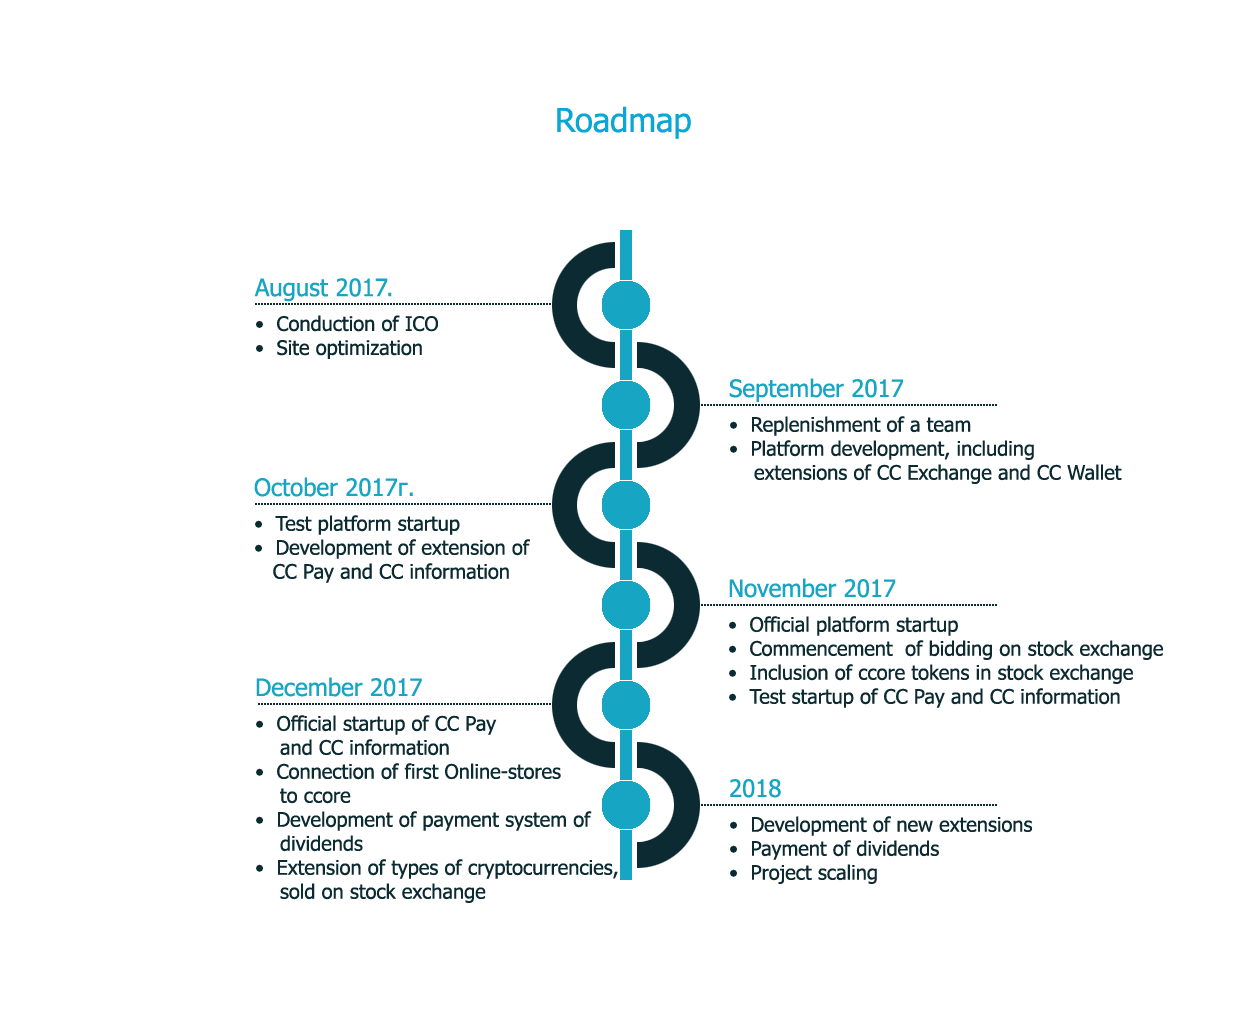 Roadmap
August 2017.
• Conduction of ICO
• Site optimization
September 2017
• Replenishment of a team
• Platform development, including
extensions of CC Exchange and CC Wallet
October 2017г.
• Test platform startup
• Development of extension of
CC Pay and CC information
November 2017
• Official platform startup
• Commencement  of bidding on stock exchange
• Inclusion of ccore tokens in stock exchange
• Test startup of CC Pay and CC information
December 2017
• Official startup of CC Pay
and CC information
• Connection of first Online-stores
to ccore
• Development of payment system of
dividends
• Extension of types of cryptocurrencies,
sold on stock exchange
2018
• Development of new extensions
• Payment of dividends
• Project scaling